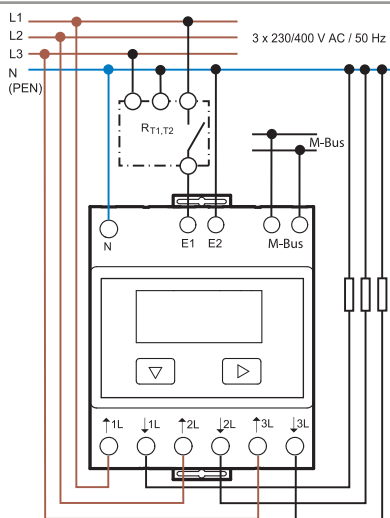 L1
L2
3 x 230/400 V AC / 50 Hz
L3
N
(PEN)
RT1,T2
M-Bus
N
E1
E2
M-Bus
↑1L
↓1L
↑2L
↓2L
↑3L
↓3L